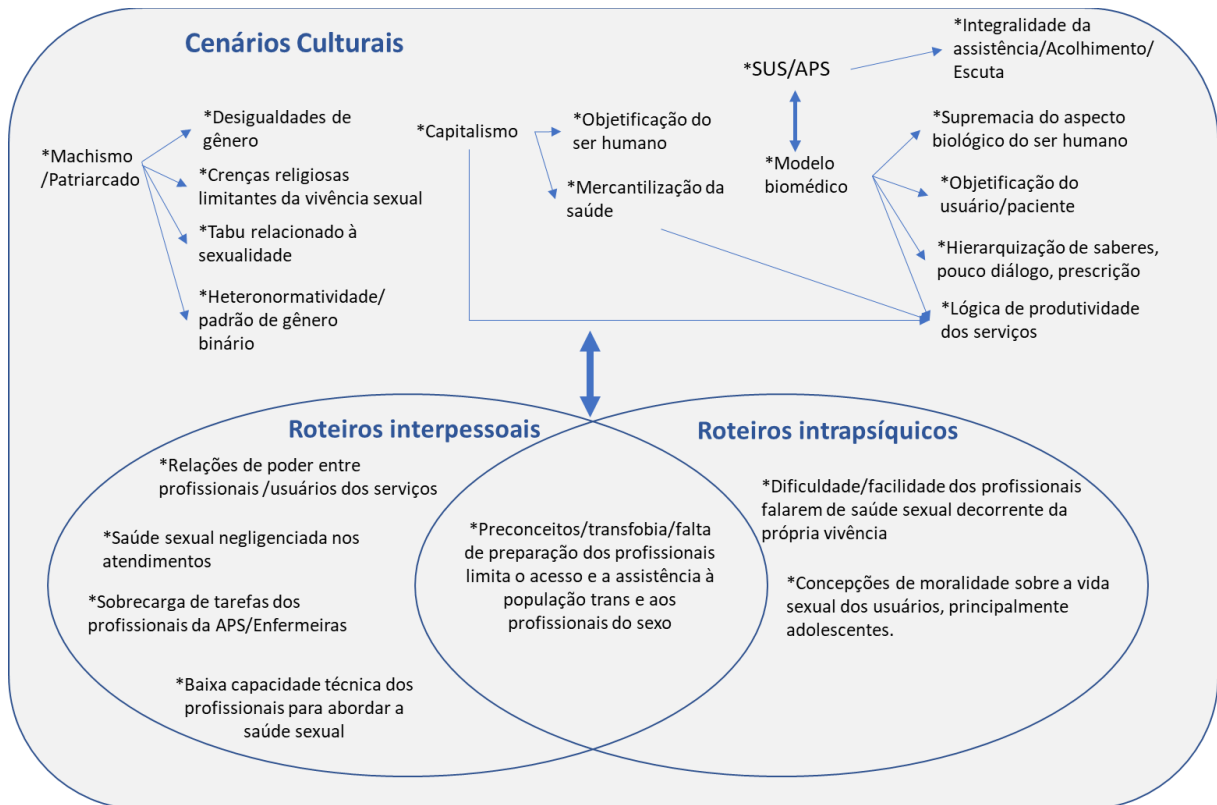 Cenários Culturais
*Machismo
/Patriarcado
*Desigualdades de
gênero
*Crenças religiosas
limitantes da vivência sexual
*Tabu relacionado à
sexualidade
*Heteronormatividade/
padrão de gênero
binário
*Capitalismo
*Objetificação do
ser humano
*Mercantilização da
saúde
*SUS/APS
*Modelo
biomédico
*Integralidade da
assistência/Acolhimento/
Escuta
*Supremacia do aspecto
biológico do ser humano
*Objetificação do
usuário/paciente
*Hierarquização de saberes,
pouco diálogo, prescrição
*Lógica de produtividade
dos serviços
Roteiros interpessoais
*Relações de poder entre
profissionais /usuários dos serviços
*Saúde sexual negligenciada nos
atendimentos
*Sobrecarga de tarefas dos
profissionais da APS/Enfermeiras
*Baixa capacidade técnica dos
profissionais para abordar a
saúde sexual
*Preconceitos/transfobia/falta
de preparação dos profissionais
limita o acesso e a assistência à
população trans e aos
profissionais do sexo
Roteiros intrapsíquicos
*Dificuldade/facilidade dos profissionais
falarem de saúde sexual decorrente da
própria vivência
*Concepções de moralidade sobre a vida
sexual dos usuários, principalmente
adolescentes.